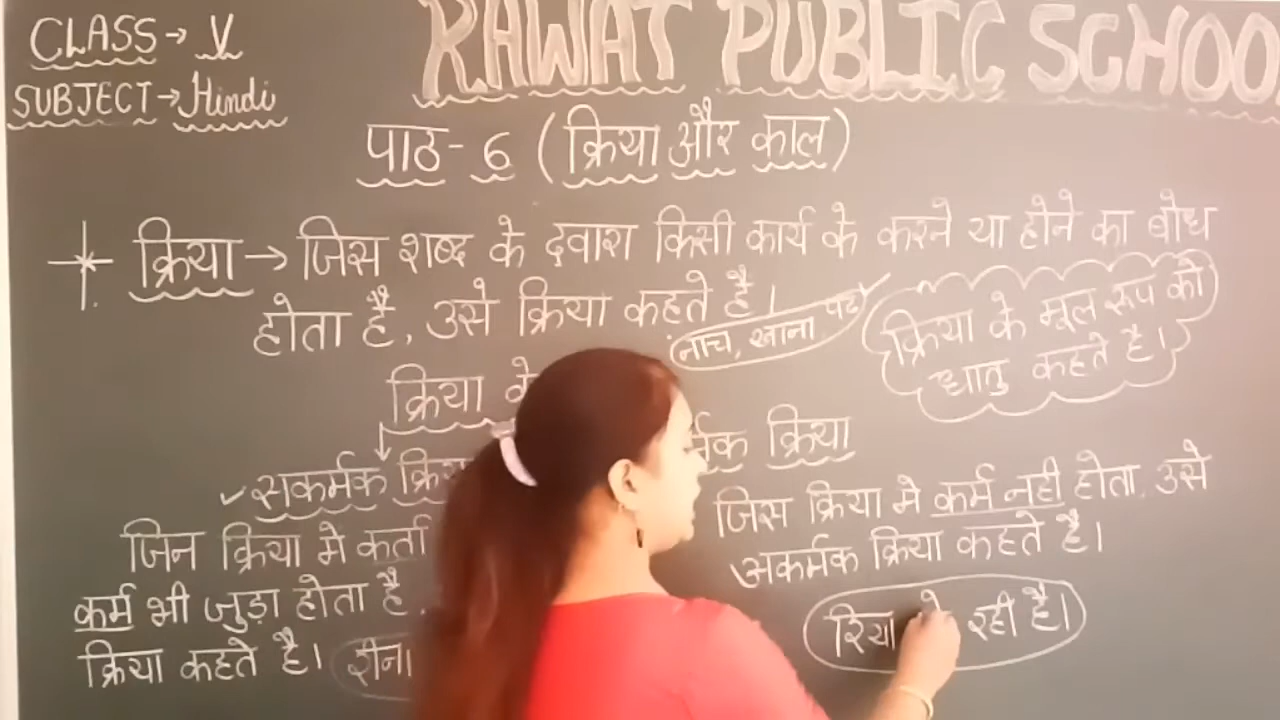 CLASS → V
SUBJECT → Hindi
RAWAT PUBLIC SCHOO
पाठ - 6 (क्रिया और काल)
क्रिया → जिस शब्द के दवारा किसी कार्य के करने या होने का बोध
होता है, उसे क्रिया कहते है।
नाच, खाना
क्रिया के मूल रूप को
धातु कहते है।
क्रिया
सकर्मक
जिन क्रिया मे कर्ता
कर्म भी जुड़ा होता है
क्रिया कहते है। रीना
र्मक क्रिया
जिस क्रिया मे कर्म नही होता, उसे
अकर्मक क्रिया कहते है।
रिया रही है।